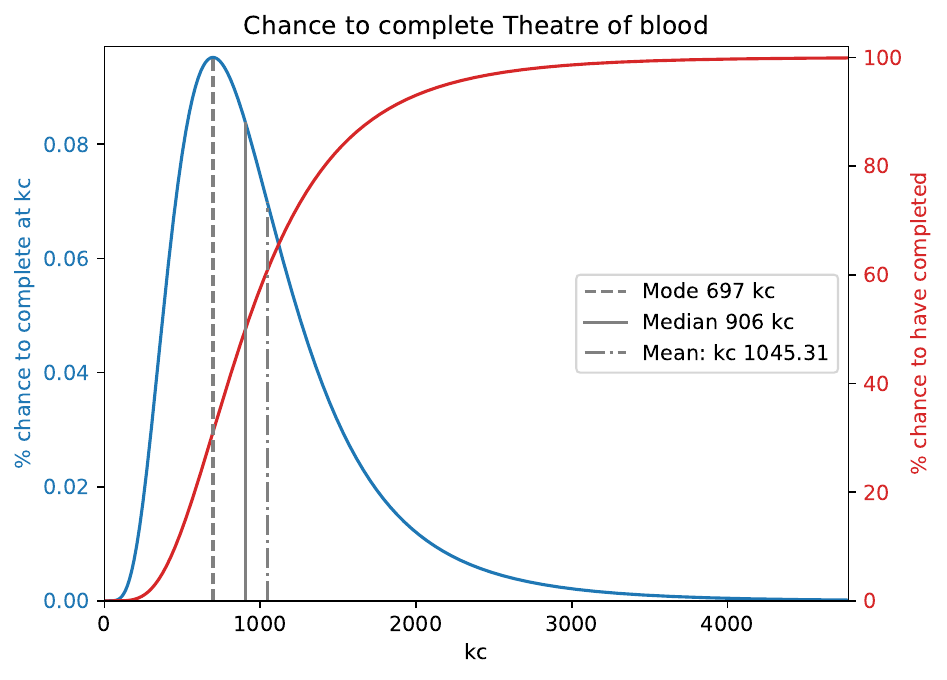 Chance to complete Theatre of blood
% chance to complete at kc
0.08
0.06
0.04
0.02
0.00
100
80
60
40
20
0
% chance to have completed
Mode 697 kc
Median 906 kc
Mean: kc 1045.31
0 1000 2000 3000 4000
kc